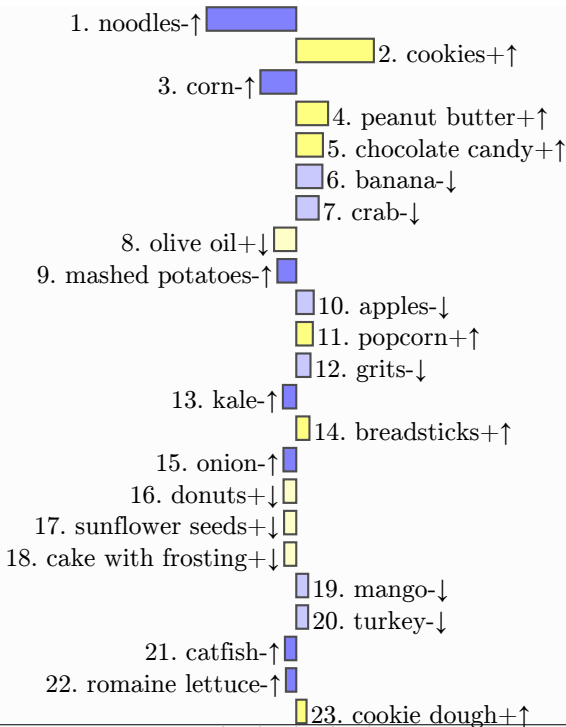 1. noodles-↑
2. cookies+↑
3. corn-↑
4. peanut butter+↑
5. chocolate candy+↑
6. banana-↓
7. crab-↓
8. olive oil+↓
9. mashed potatoes-↑
10. apples-↓
11. popcorn+↑
12. grits-↓
13. kale-↑
14. breadsticks+↑
15. onion-↑
16. donuts+↓
17. sunflower seeds+↓
18. cake with frosting+↓
19. mango-↓
20. turkey-↓
21. catfish-↑
22. romaine lettuce-↑
23. cookie dough+↑